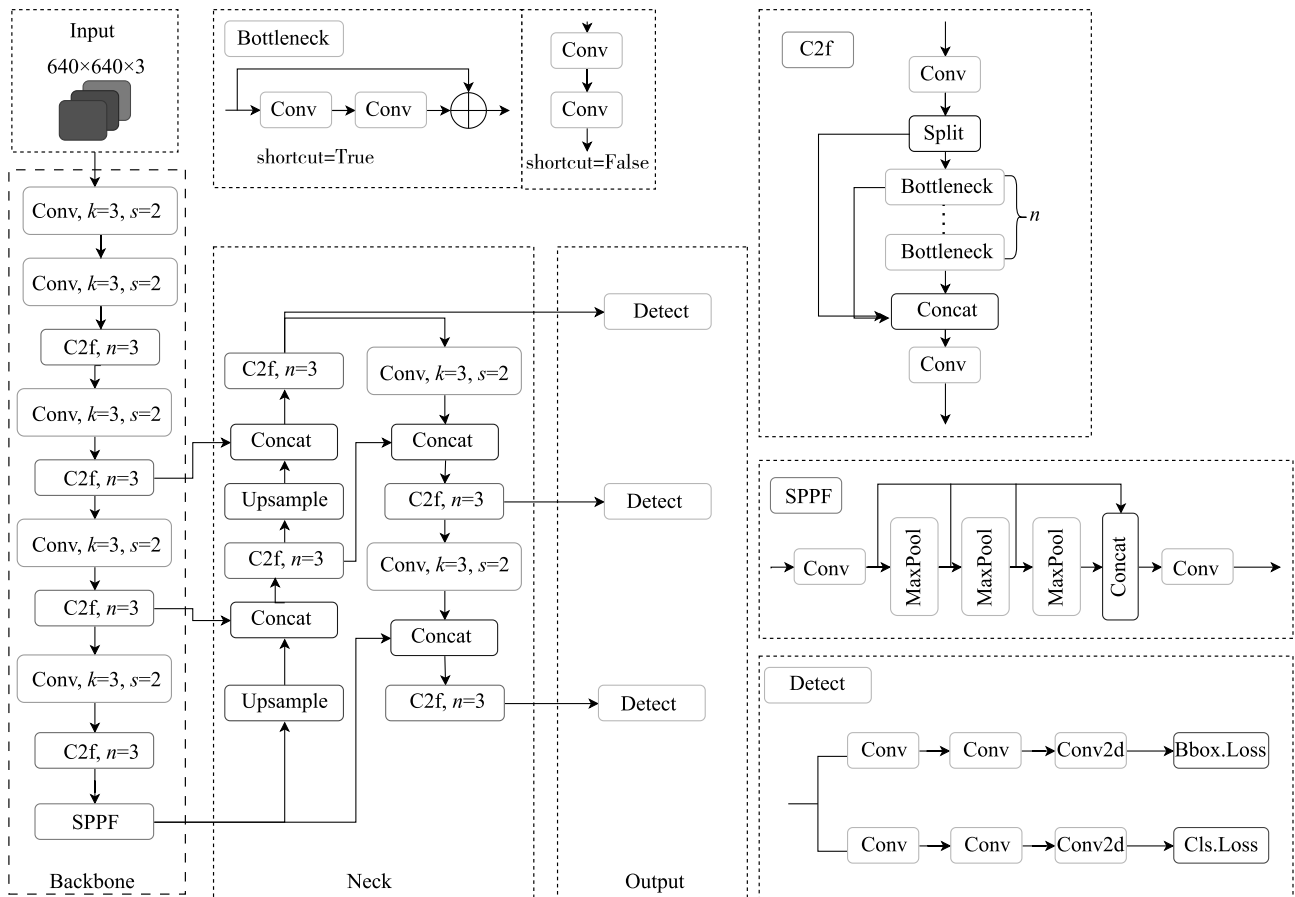 Input
640×640×3
Conv, k=3, s=2
Conv, k=3, s=2
C2f, n=3
Conv, k=3, s=2
C2f, n=3
Conv, k=3, s=2
C2f, n=3
Conv, k=3, s=2
C2f, n=3
SPPF
Backbone
Bottleneck
Conv
Conv
shortcut=True
Conv
Conv
shortcut=False
C2f, n=3
Concat
Upsample
C2f, n=3
Concat
Upsample
Conv, k=3, s=2
Concat
C2f, n=3
Conv, k=3, s=2
Concat
C2f, n=3
Neck
Detect
Detect
Detect
Output
C2f
Conv
Split
Bottleneck
n
Bottleneck
Concat
Conv
SPPF
Conv
MaxPool
MaxPool
MaxPool
Concat
Conv
Detect
Conv
Conv
Conv2d
Bbox.Loss
Conv
Conv
Conv2d
Cls.Loss